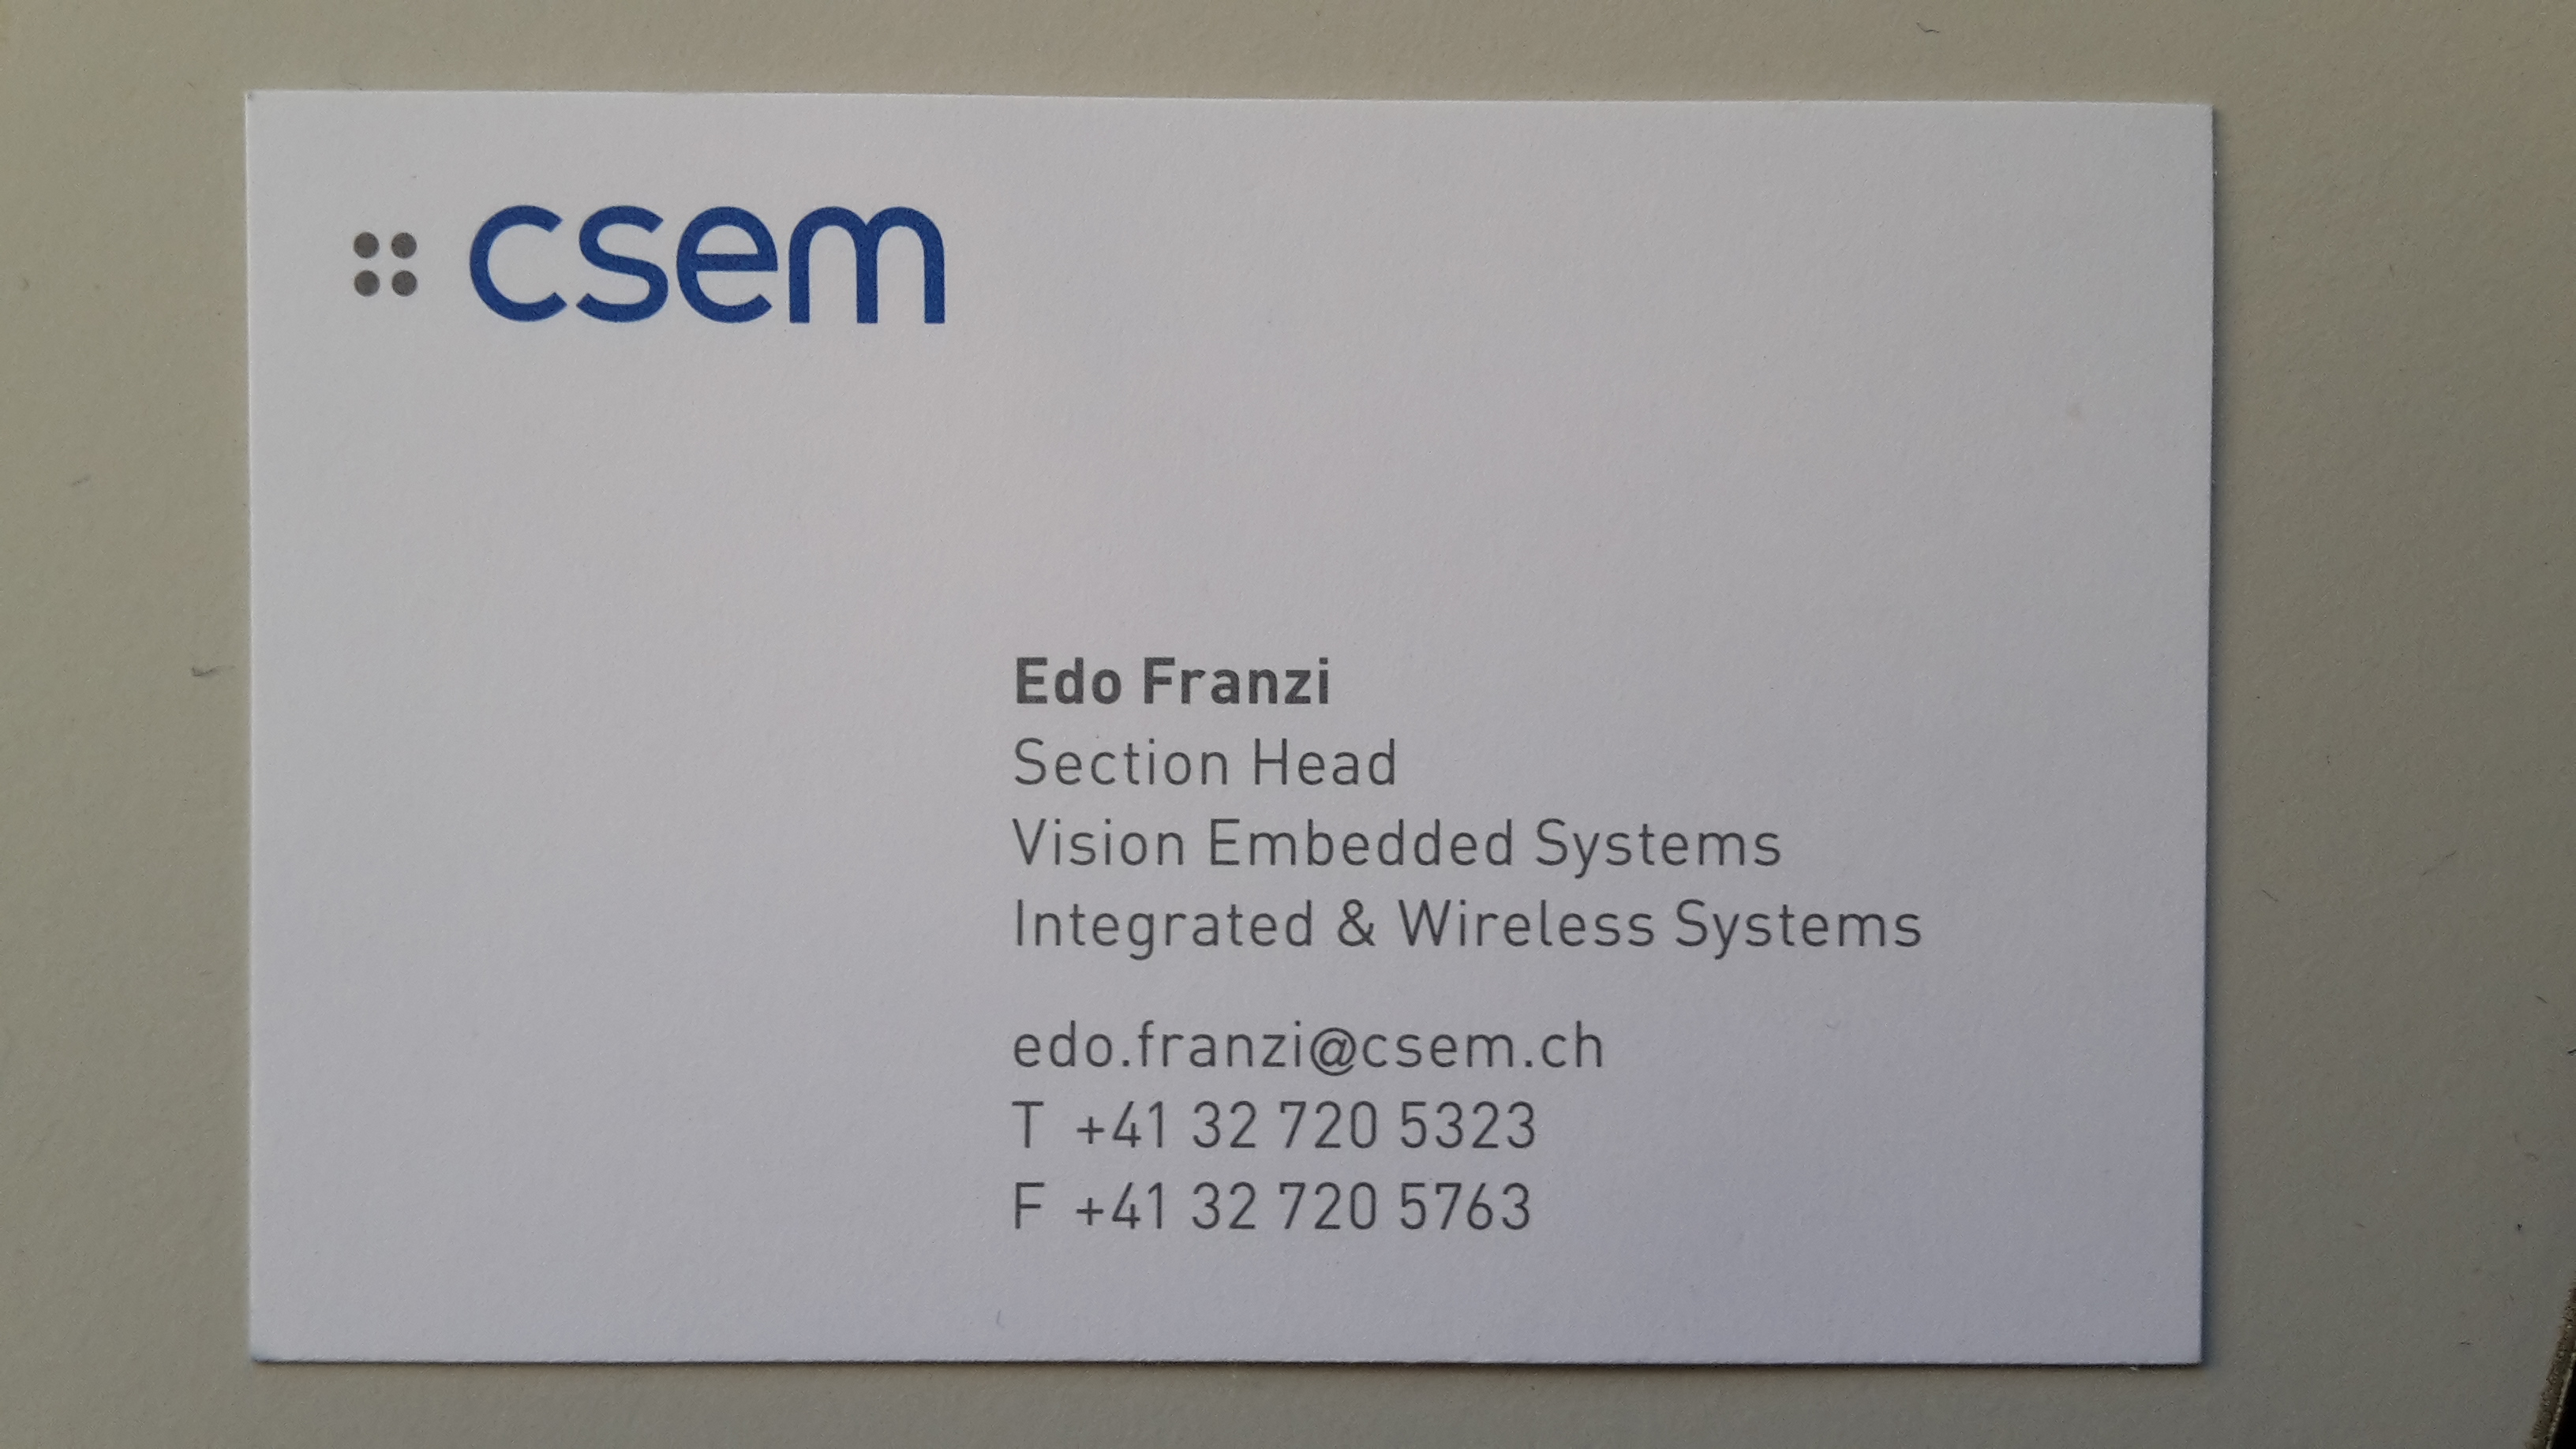 csem
Edo Franzi
Section Head
Vision Embedded Systems
Integrated & Wireless Systems
edo.franzi@csem.ch
T +41 32 720 5323
F +41 32 720 5763